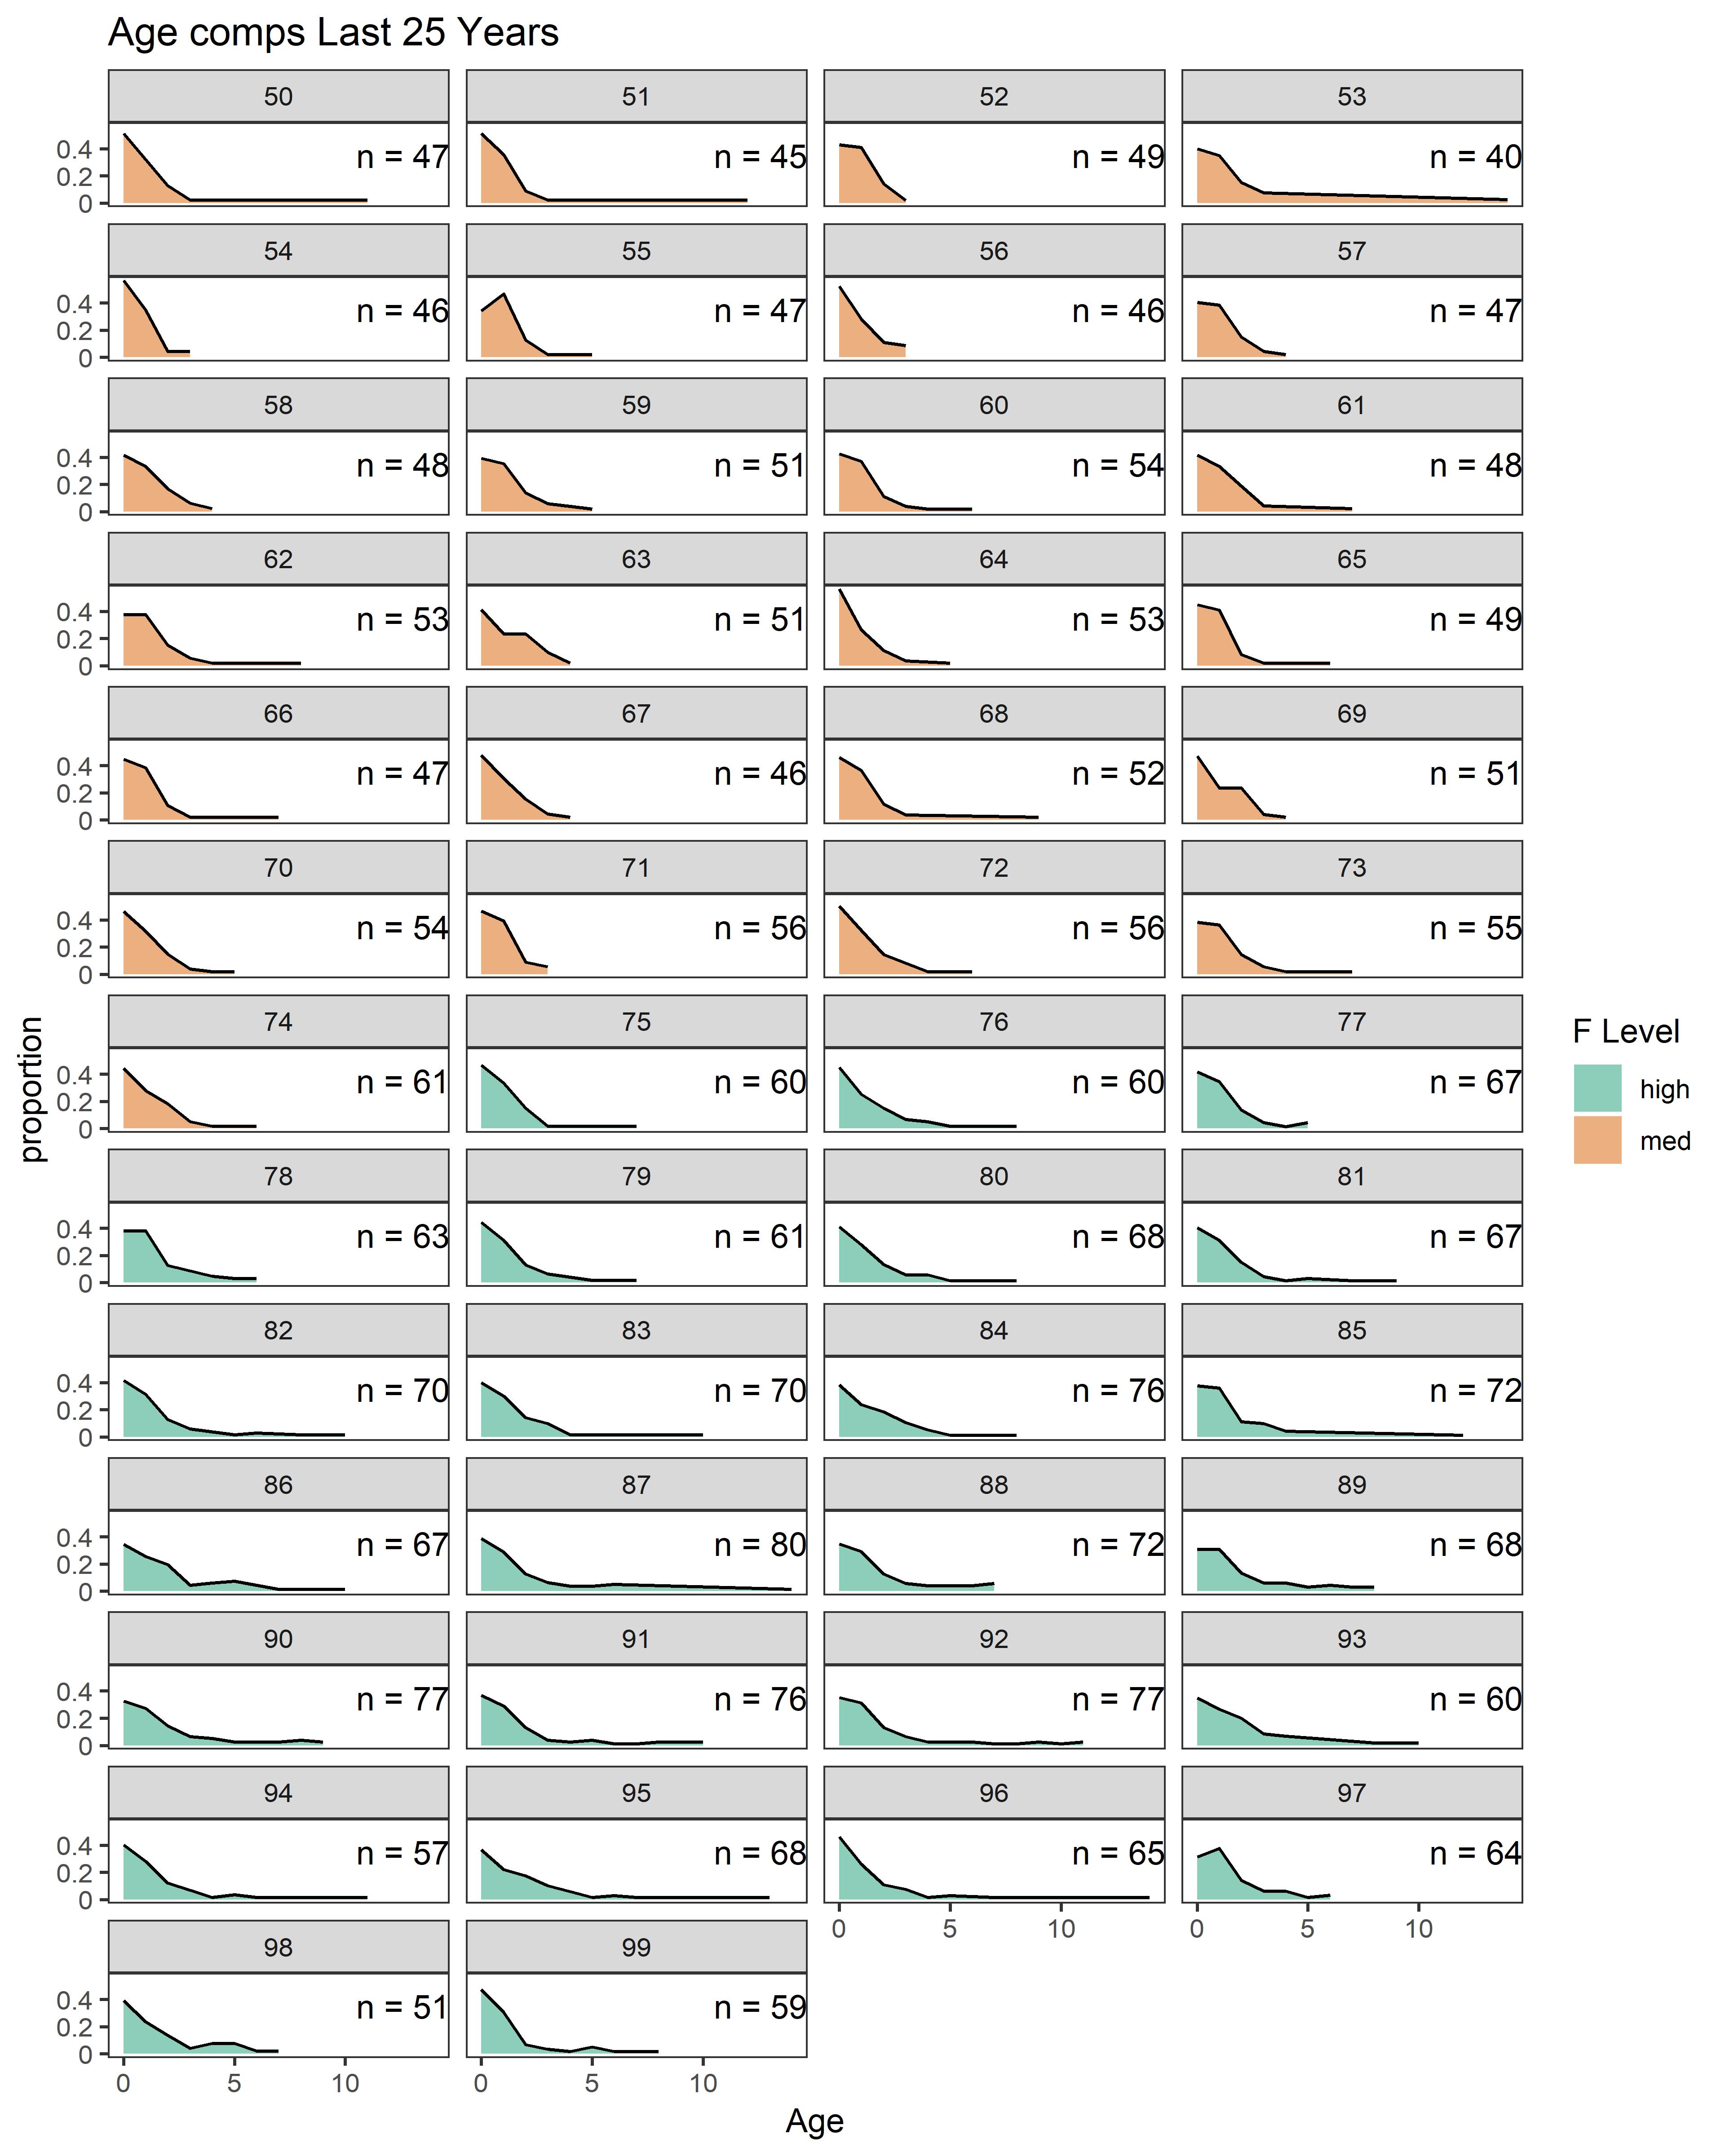 Age comps Last 25 Years
50 51 52 53
0.4 0.2 0 n = 47 n = 45 n = 49 n = 40
54 55 56 57
0.4 0.2 0 n = 46 n = 47 n = 46 n = 47
58 59 60 61
0.4 0.2 0 n = 48 n = 51 n = 54 n = 48
62 63 64 65
0.4 0.2 0 n = 53 n = 51 n = 53 n = 49
66 67 68 69
0.4 0.2 0 n = 47 n = 46 n = 52 n = 51
70 71 72 73
0.4 0.2 0 n = 54 n = 56 n = 56 n = 55
74 75 76 77
0.4 0.2 0 n = 61 n = 60 n = 60 n = 67
78 79 80 81
0.4 0.2 0 n = 63 n = 61 n = 68 n = 67
82 83 84 85
0.4 0.2 0 n = 70 n = 70 n = 76 n = 72
86 87 88 89
0.4 0.2 0 n = 67 n = 80 n = 72 n = 68
90 91 92 93
0.4 0.2 0 n = 77 n = 76 n = 77 n = 60
94 95 96 97
0.4 0.2 0 n = 57 n = 68 n = 65 n = 64
0 5 10 0 5 10
98 99
0.4 0.2 0 n = 51 n = 59
0 5 10 0 5 10
Age
proportion
F Level
high
med